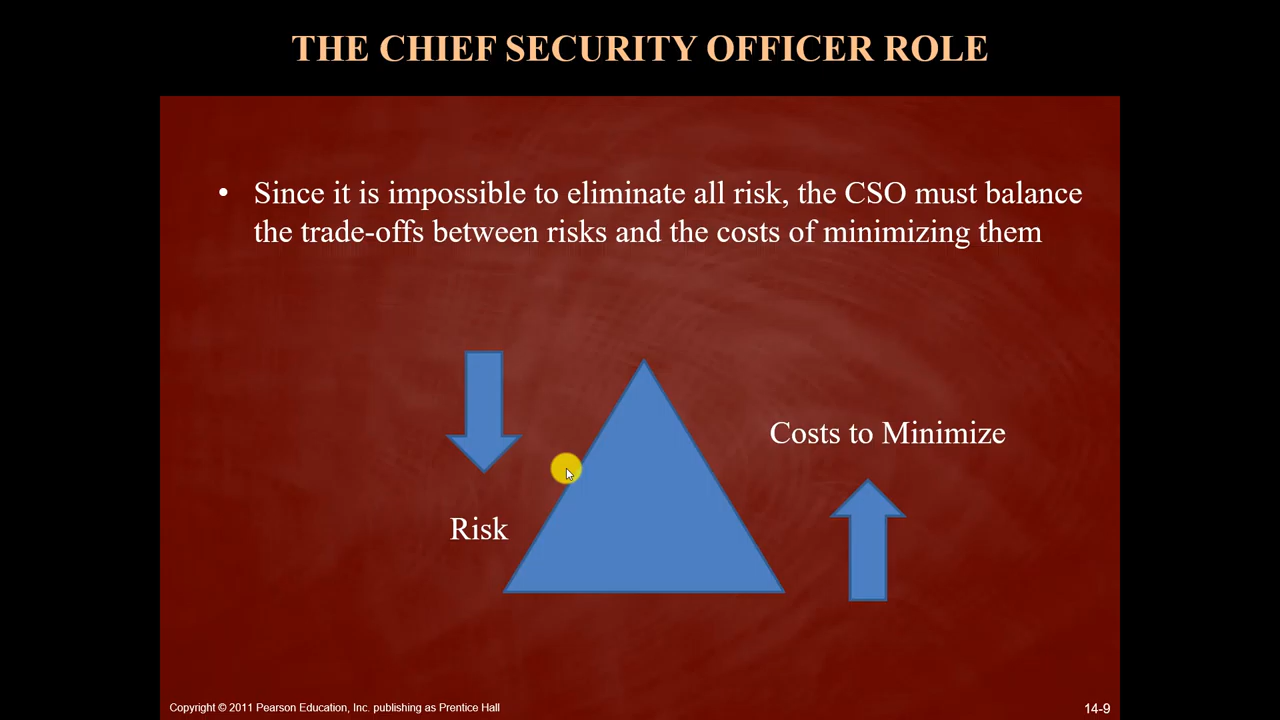 THE CHIEF SECURITY OFFICER ROLE
• Since it is impossible to eliminate all risk, the CSO must balance
the trade-offs between risks and the costs of minimizing them
Costs to Minimize
Risk
Copyright © 2011 Pearson Education, Inc. publishing as Prentice Hall
14-9